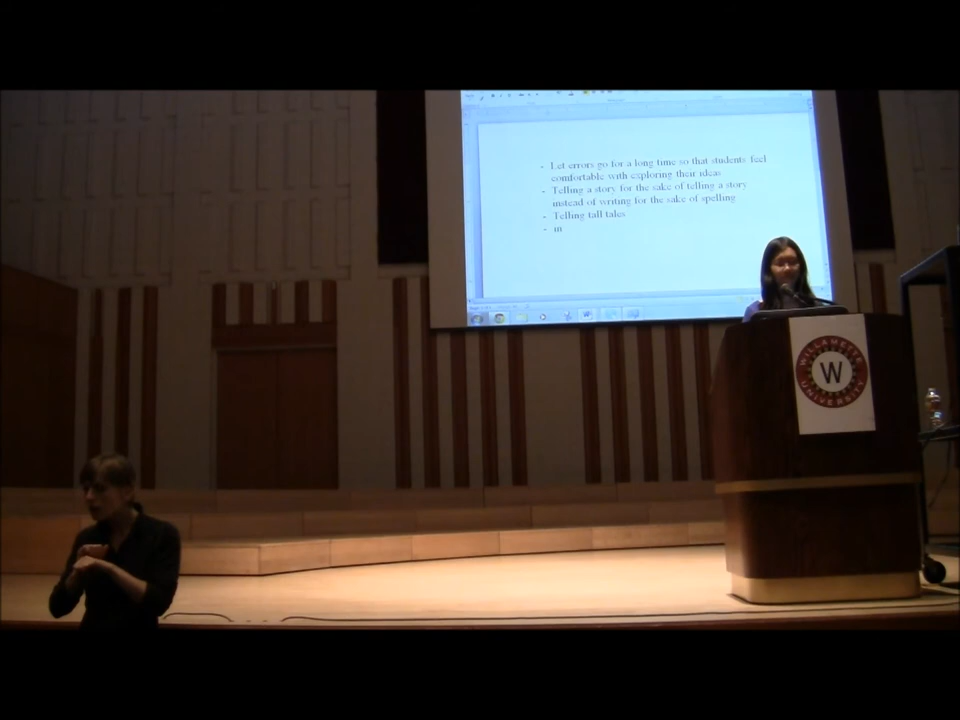 - Let errors go for a long time so that students feel
comfortable with exploring their ideas
- Telling a story for the sake of telling a story
instead of writing for the sake of spelling
- Telling tall tales
- in
WILLAMETTE
W
UNIVERSITY